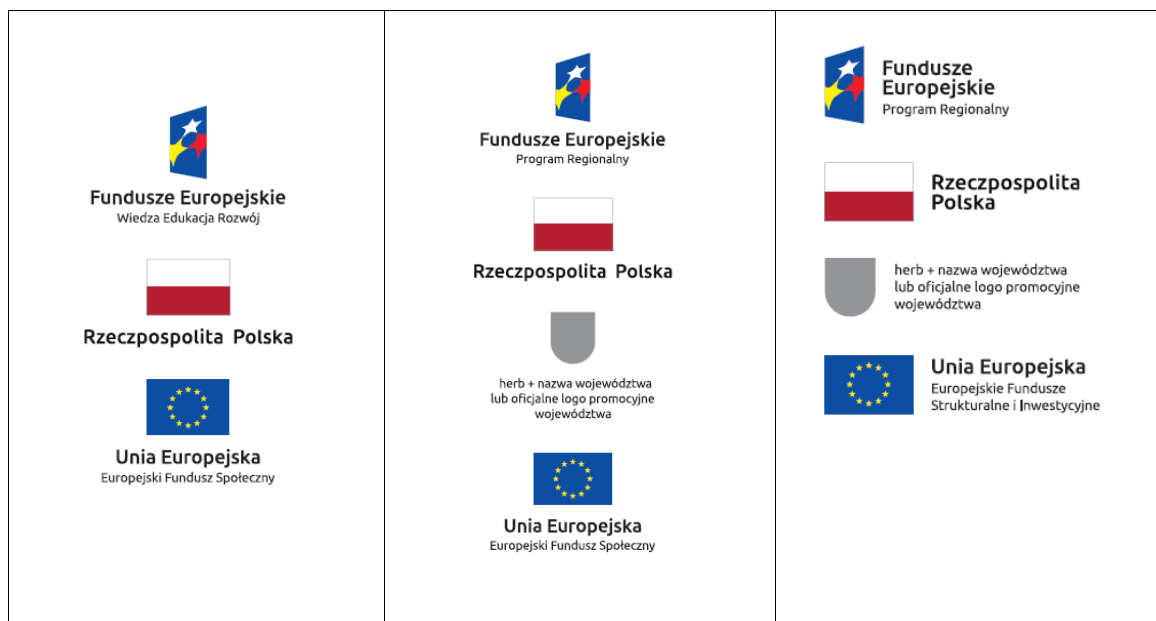 Fundusze Europejskie
Wiedza Edukacja Rozwój
Rzeczpospolita Polska
Unia Europejska
Europejski Fundusz Społeczny
Fundusze Europejskie
Program Regionalny
Rzeczpospolita Polska
herb + nazwa województwa
lub oficjalne logo promocyjne
województwa
Unia Europejska
Europejski Fundusz Społeczny
Fundusze
Europejskie
Program Regionalny
Rzeczpospolita
Polska
herb + nazwa województwa
lub oficjalne logo promocyjne
województwa
Unia Europejska
Europejskie Fundusze
Strukturalne i Inwestycyjne